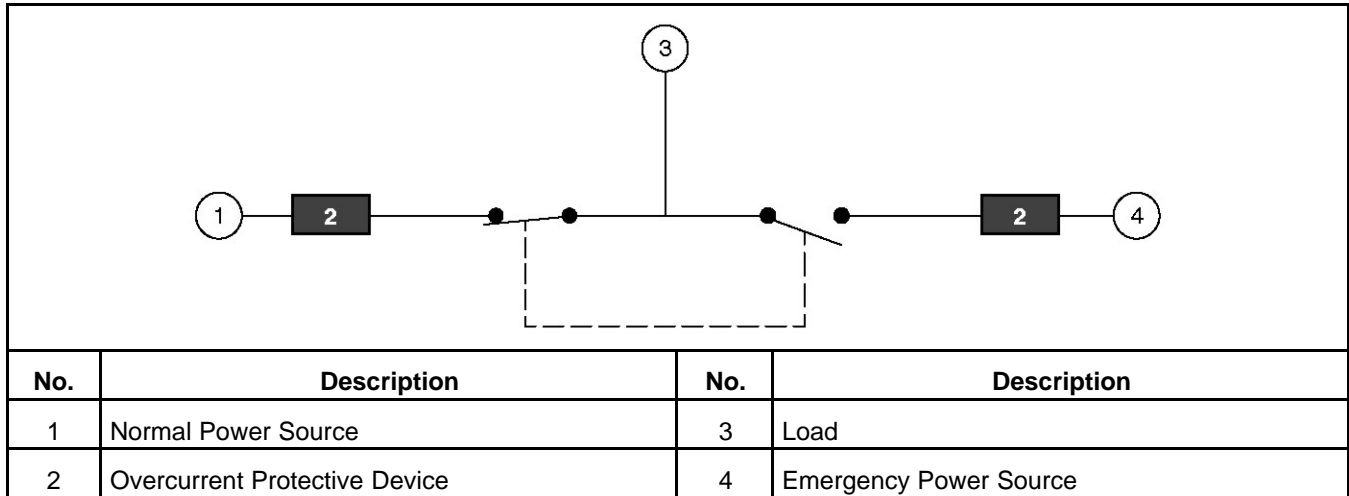 3
1 2 2 4
No. Description No. Description
1 Normal Power Source 3 Load
2 Overcurrent Protective Device 4 Emergency Power Source